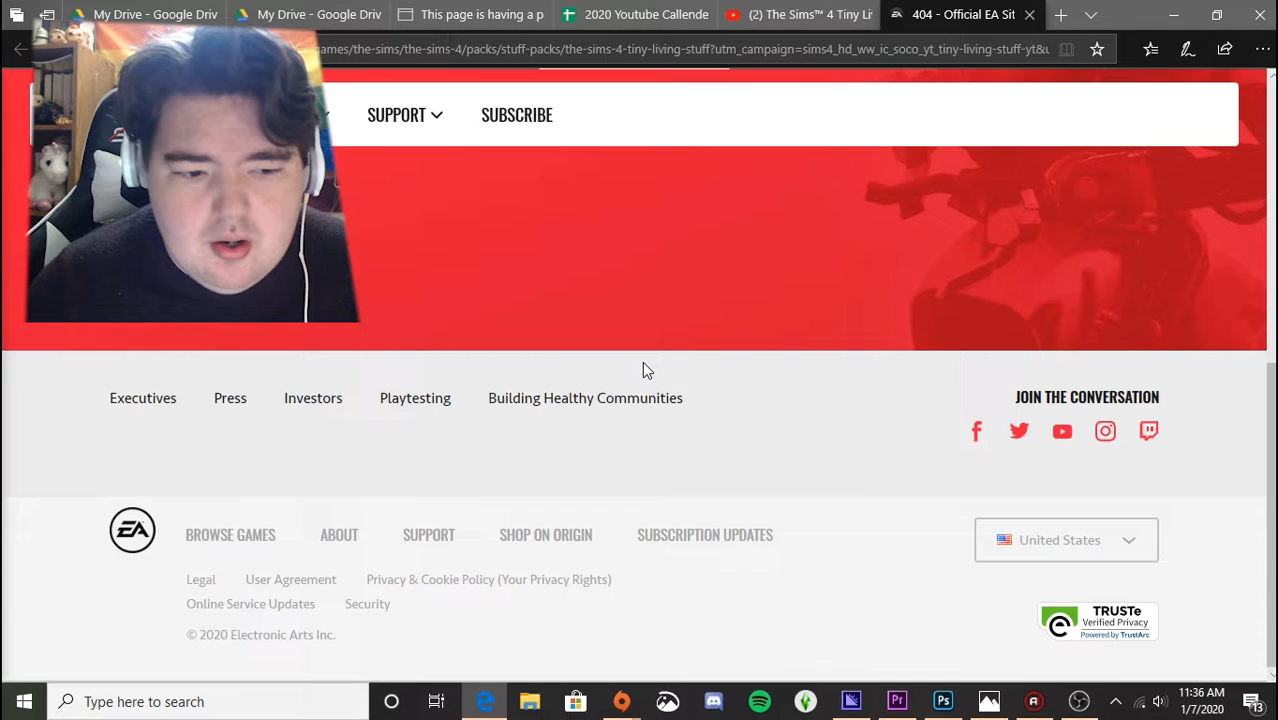 My Drive - Google Driv
My Drive - Google Driv
This page is having a p
2020 Youtube Callende
(2) The Sims™ 4 Tiny Li
404 - Official EA Sit
games/the-sims/the-sims-4/packs/stuff-packs/the-sims-4-tiny-living-stuff?utm_campaign=sims4_hd_ww_ic_soco_yt_tiny-living-stuff-yt&u
SUPPORT SUBSCRIBE
Executives Press Investors Playtesting Building Healthy Communities
JOIN THE CONVERSATION
EA
BROWSE GAMES ABOUT SUPPORT SHOP ON ORIGIN SUBSCRIPTION UPDATES
United States
Legal User Agreement Privacy & Cookie Policy (Your Privacy Rights)
Online Service Updates Security
© 2020 Electronic Arts Inc.
TRUSTe
Verified Privacy
Powered by TrustArc
Type here to search
Pr
Ps
11:36 AM
1/7/2020
13